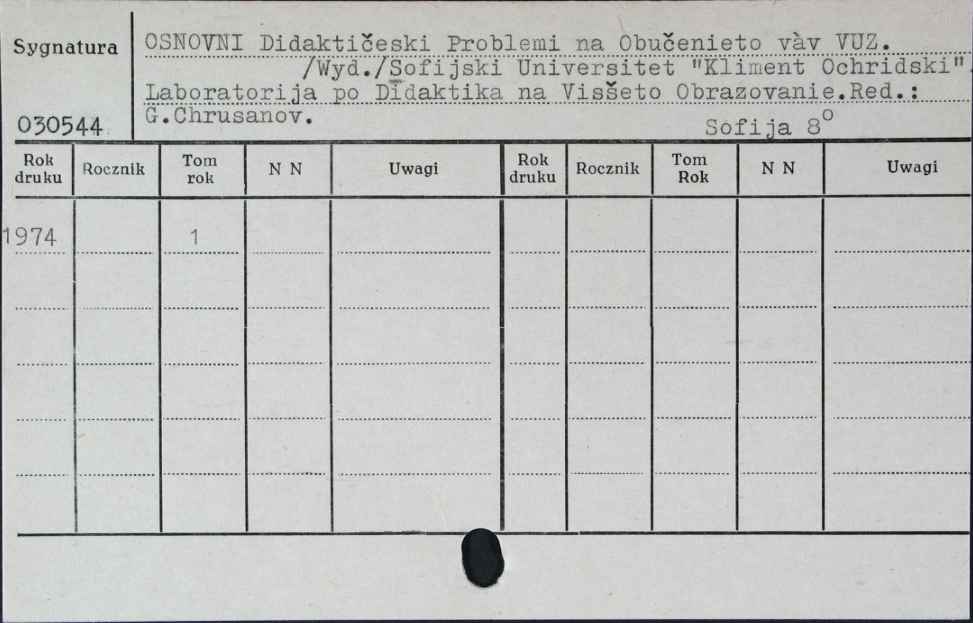 Sygnatura
OSNOVNI Didaktičeski Problemi na Obučenieto vàv VUZ.
/Wyd./Sofijski Universitet "Kliment Ochridski".
Laboratorija po Didaktika na Visšeto Obrazovanie.Red.:
G.Chrusanov.
030544
Sofija 8°
Rok druku Rocznik Tom rok N N Uwagi Rok druku Rocznik Tom Rok N N Uwagi
1974 1